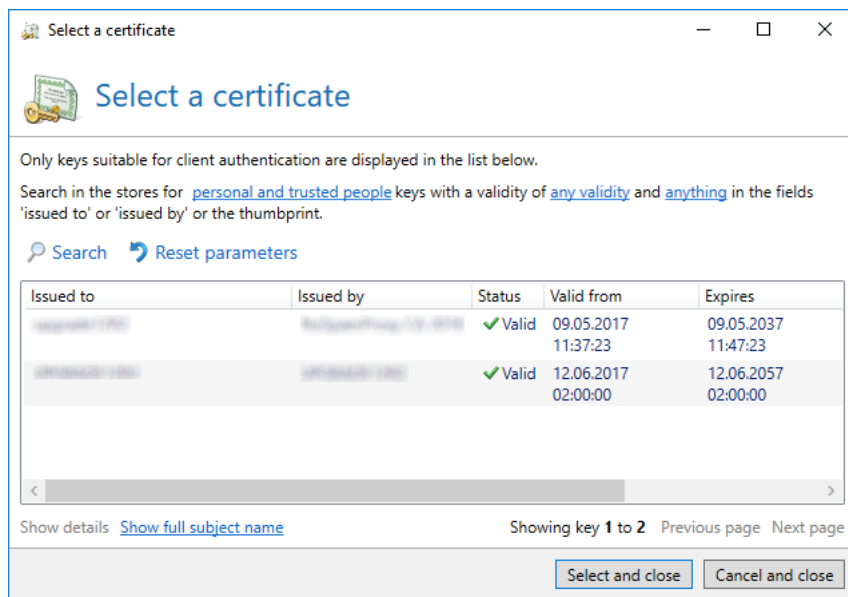 Select a certificate
Select a certificate
Only keys suitable for client authentication are displayed in the list below.
Search in the stores for personal and trusted people keys with a validity of any validity and anything in the fields
'issued to' or 'issued by' or the thumbprint.
Search Reset parameters
Issued to Issued by Status Valid from Expires
Valid 09.05.2017 09.05.2037
11:37:23 11:47:23
Valid 12.06.2017 12.06.2057
02:00:00 02:00:00
Show details Show full subject name Showing key 1 to 2 Previous page Next page
Select and close Cancel and close